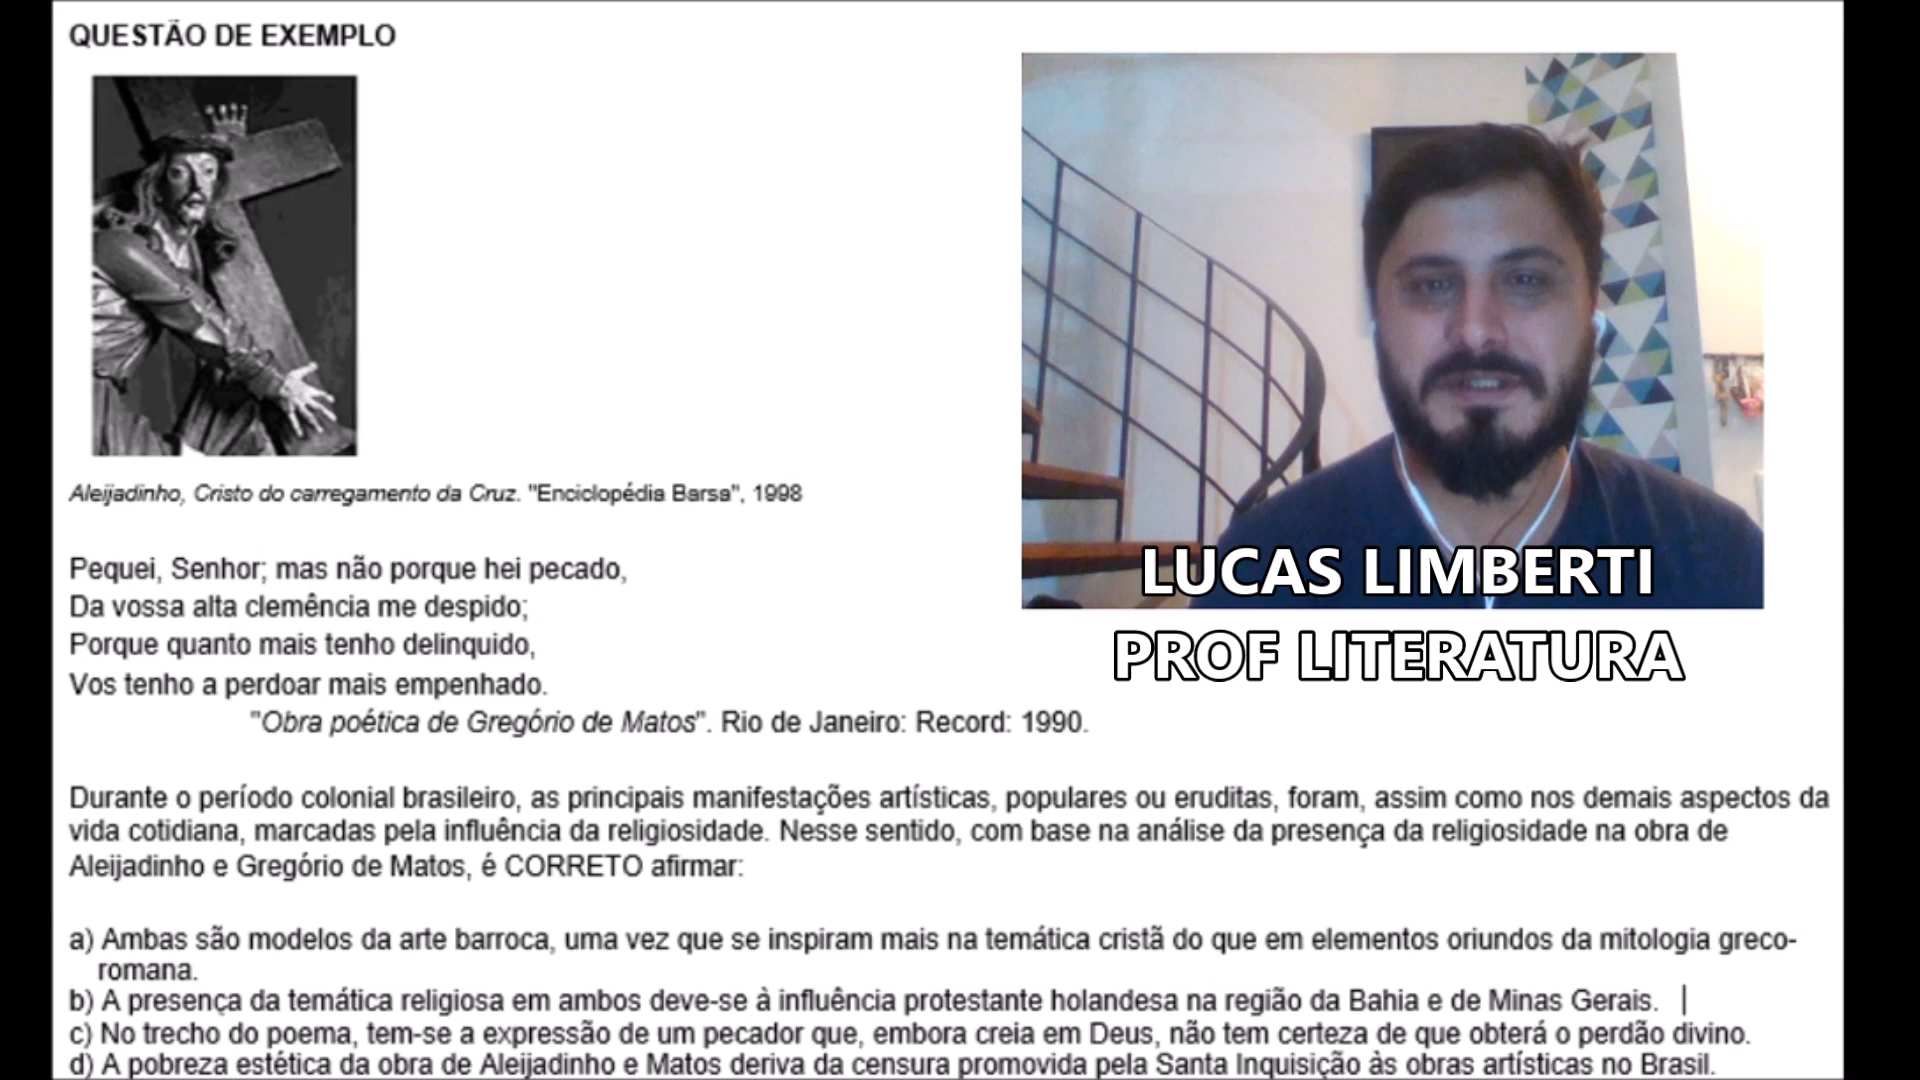 QUESTÃO DE EXEMPLO
Aleijadinho, Cristo do carregamento da Cruz. "Enciclopédia Barsa", 1998
Pequei, Senhor; mas não porque hei pecado,
Da vossa alta clemência me despido;
Porque quanto mais tenho delinquido,
Vos tenho a perdoar mais empenhado.
"Obra poética de Gregório de Matos". Rio de Janeiro: Record: 1990.
LUCAS LIMBERTI
PROF LITERATURA
Durante o período colonial brasileiro, as principais manifestações artísticas, populares ou eruditas, foram, assim como nos demais aspectos da
vida cotidiana, marcadas pela influência da religiosidade. Nesse sentido, com base na análise da presença da religiosidade na obra de
Aleijadinho e Gregório de Matos, é CORRETO afirmar:
a) Ambas são modelos da arte barroca, uma vez que se inspiram mais na temática cristã do que em elementos oriundos da mitologia greco-
romana.
b) A presença da temática religiosa em ambos deve-se à influência protestante holandesa na região da Bahia e de Minas Gerais.
c) No trecho do poema, tem-se a expressão de um pecador que, embora creia em Deus, não tem certeza de que obterá o perdão divino.
d) A pobreza estética da obra de Aleijadinho e Matos deriva da censura promovida pela Santa Inquisição às obras artísticas no Brasil.